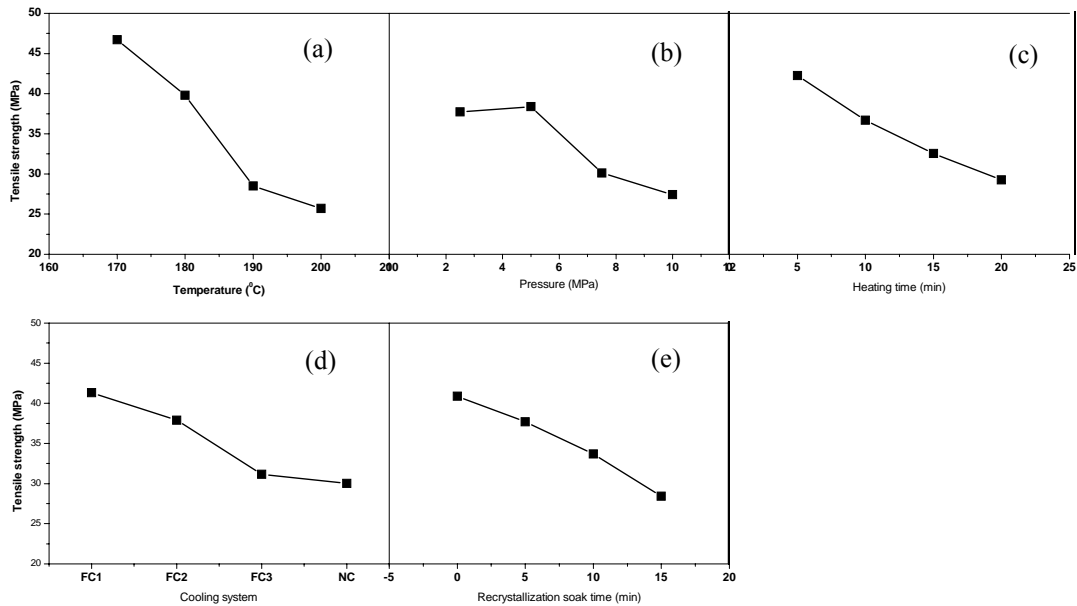 50
45
40
35
30
25
20
Tensile strength (MPa)
(a)
160 170 180 190 200
Temperature (⁰C)
(b)
2 4 6 8 10
Pressure (MPa)
(c)
5 10 15 20 25
Heating time (min)
50
45
40
35
30
25
20
Tensile strength (MPa)
(d)
FC1 FC2 FC3 NC
Cooling system
(e)
-5 0 5 10 15 20
Recrystallization soak time (min)